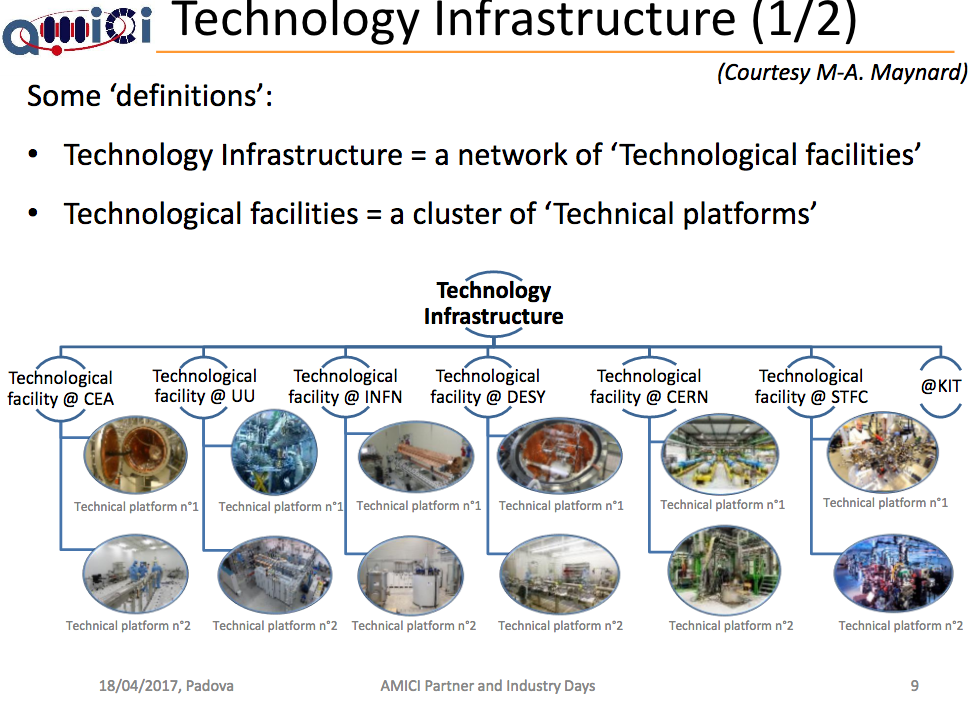 amici
Technology Infrastructure (1/2)
(Courtesy M-A. Maynard)
Some ‘definitions’:
• Technology Infrastructure = a network of ‘Technological facilities’
• Technological facilities = a cluster of ‘Technical platforms’
Technology
Infrastructure
Technological
facility @ CEA
Technological
facility @ UU
Technological
facility @ INFN
Technological
facility @ DESY
Technological
facility @ CERN
Technological
facility @ STFC
@KIT
Technical platform n°1
Technical platform n°1
Technical platform n°1
Technical platform n°1
Technical platform n°1
Technical platform n°1
Technical platform n°2
Technical platform n°2
Technical platform n°2
Technical platform n°2
Technical platform n°2
Technical platform n°2
18/04/2017, Padova
AMICI Partner and Industry Days
9